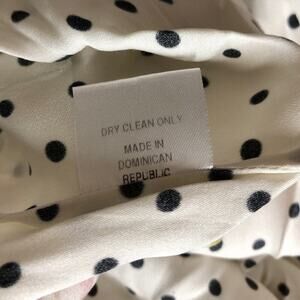 DRY CLEAN ONLY
MADE IN
DOMINICAN
REPUBLIC